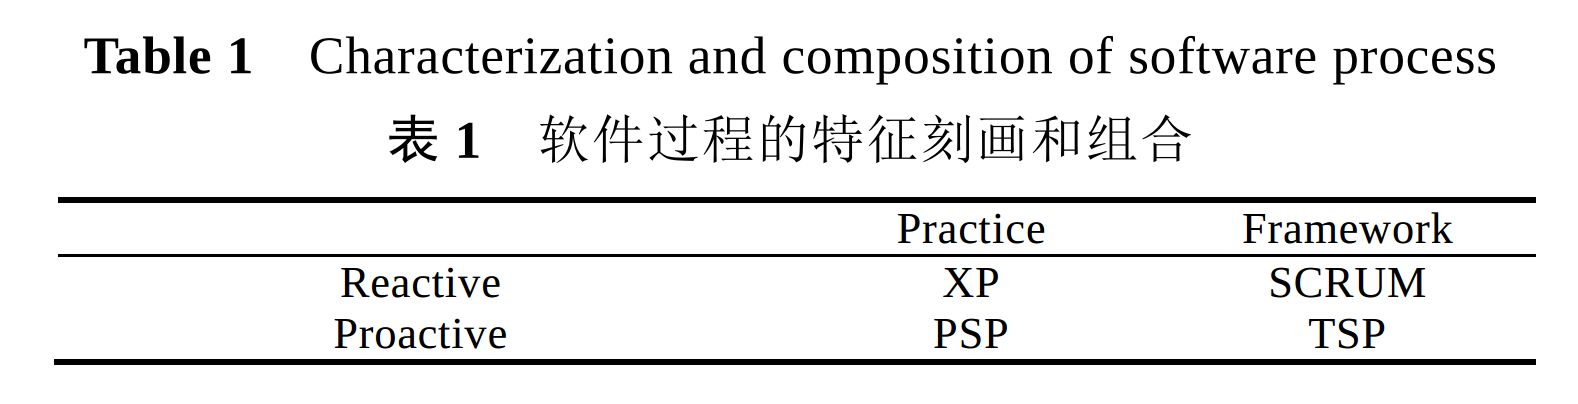 Table 1 Characterization and composition of software process
表 1 软件过程的特征刻画和组合
Practice Framework
Reactive XP SCRUM
Proactive PSP TSP